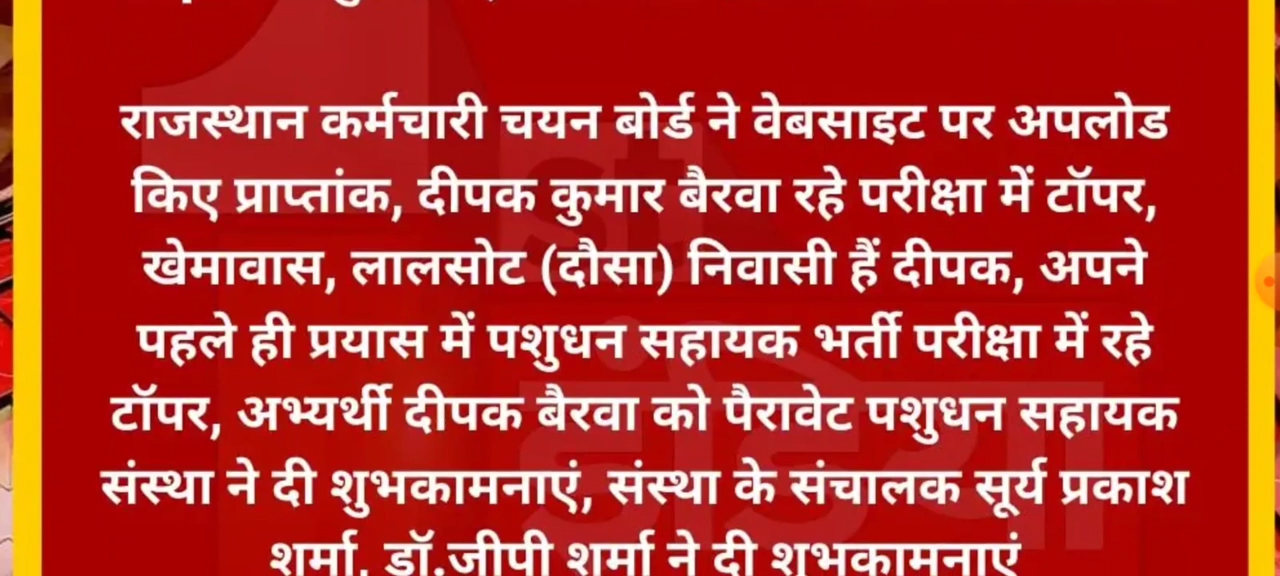 राजस्थान कर्मचारी चयन बोर्ड ने वेबसाइट पर अपलोड
किए प्राप्तांक, दीपक कुमार बैरवा रहे परीक्षा में टॉपर,
खेमावास, लालसोट (दौसा) निवासी हैं दीपक, अपने
पहले ही प्रयास में पशुधन सहायक भर्ती परीक्षा में रहे
टॉपर, अभ्यर्थी दीपक बैरवा को पैरावेट पशुधन सहायक
संस्था ने दी शुभकामनाएं, संस्था के संचालक सूर्य प्रकाश
शर्मा, डॉ.जीपी शर्मा ने दी शुभकामनाएं
इंडिया